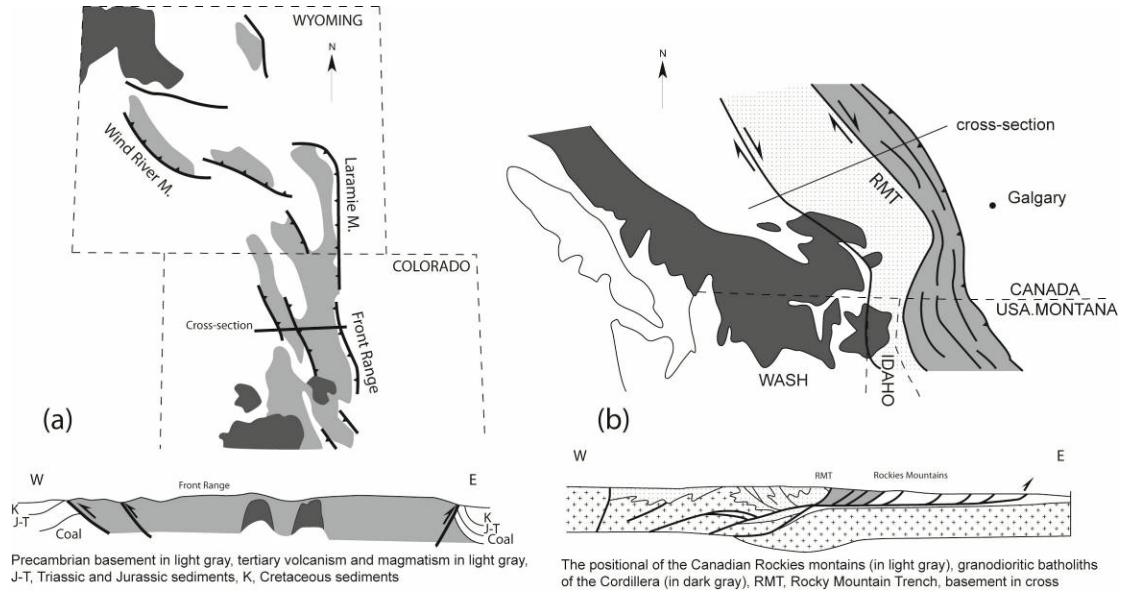 WYOMING
N
Wind River M.
Laramie M.
COLORADO
Cross-section
Front Range
(a)
W
Front Range
E
K
J-T
Coal
K
J-T
Coal
Precambrian basement in light gray, tertiary volcanism and magmatism in light gray,
J-T, Triassic and Jurassic sediments, K, Cretaceous sediments
N
cross-section
RMT
Galgary
CANADA
USA.MONTANA
WASH
IDAHO
(b)
W
E
RMT
Rockies Mountains
The positional of the Canadian Rockies montains (in light gray), granodioritic batholiths
of the Cordillera (in dark gray), RMT, Rocky Mountain Trench, basement in cross